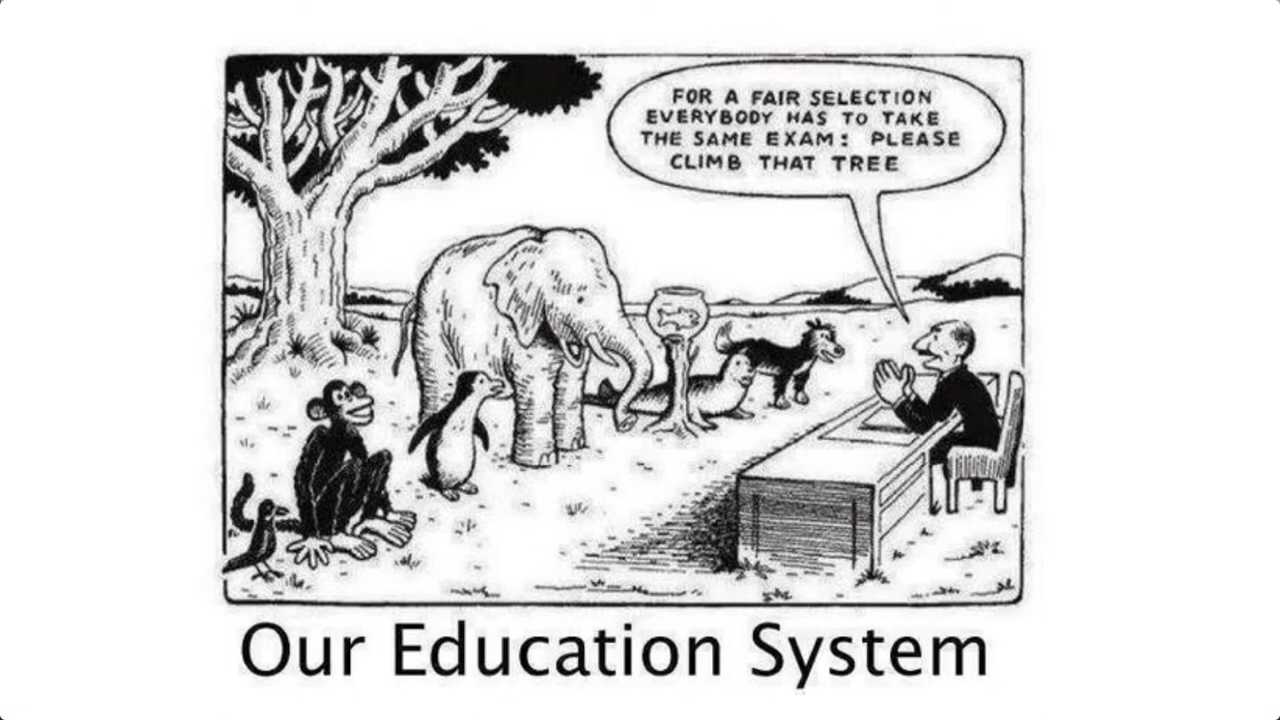 FOR A FAIR SELECTION
EVERYBODY HAS TO TAKE
THE SAME EXAM: PLEASE
CLIMB THAT TREE
Our Education System